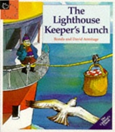 The
Lighthouse
Keeper's Lunch
Ronda and David Armitage